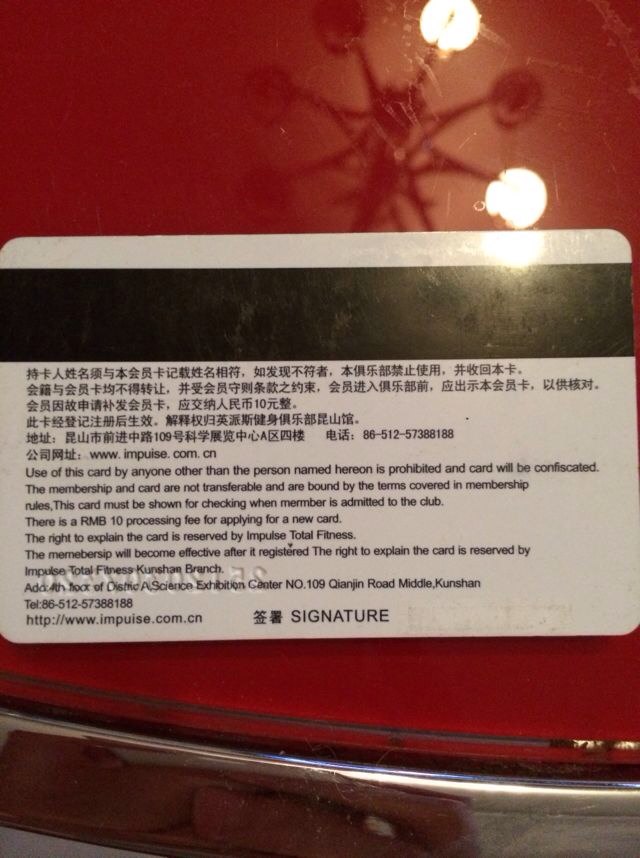 持卡人姓名须与本会员卡记载姓名相符，如发现不符者，本俱乐部禁止使用，并收回本卡。
会籍与会员卡均不得转让，并受会员守则条款之约束，会员进入俱乐部前，应出示本会员卡，以供核对。
会员因故申请补发会员卡，应交纳人民币10元整。
此卡经登记注册后生效。解释权归英派斯健身俱乐部昆山馆。
地址：昆山市前进中路109号科学展览中心A区四楼 电话：86-512-57388188
公司网址：www.impuise.com.cn
Use of this card by anyone other than the person named hereon is prohibited and card will be confiscated.
The membership and card are not transferable and are bound by the terms covered in membership
rules,This card must be shown for checking when mermber is admitted to the club.
There is a RMB 10 processing fee for applying for a new card.
The right to explain the card is reserved by Impulse Total Fitness.
The memebersip will become effective after it registered The right to explain the card is reserved by
Impulse Total Fitness Kunshan Branch.
Add:4th floor of Distric A,Science Exhibition Center NO.109 Qianjin Road Middle,Kunshan
Tel:86-512-57388188
http://www.impuise.com.cn 签署 SIGNATURE